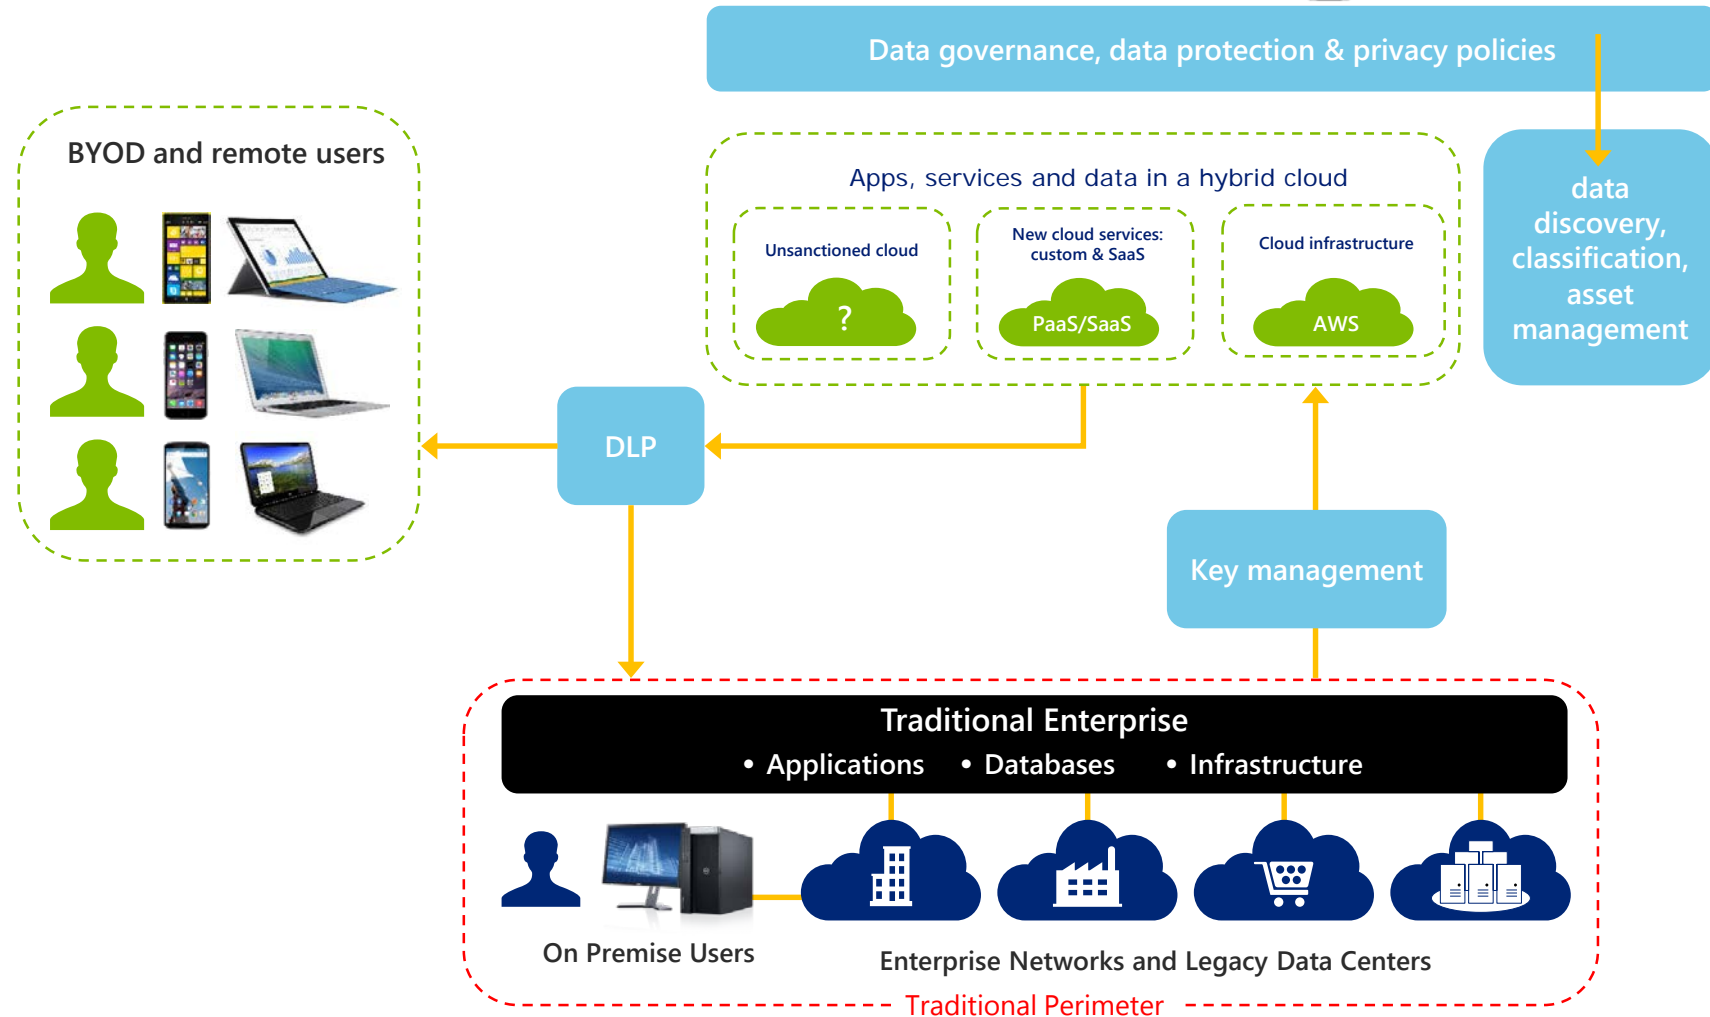 Data governance, data protection & privacy policies
BYOD and remote users
Apps, services and data in a hybrid cloud
Unsanctioned cloud
?
New cloud services:
custom & SaaS
PaaS/SaaS
Cloud infrastructure
AWS
data
discovery,
classification,
asset
management
DLP
Key management
Traditional Enterprise
• Applications • Databases • Infrastructure
On Premise Users
Enterprise Networks and Legacy Data Centers
Traditional Perimeter